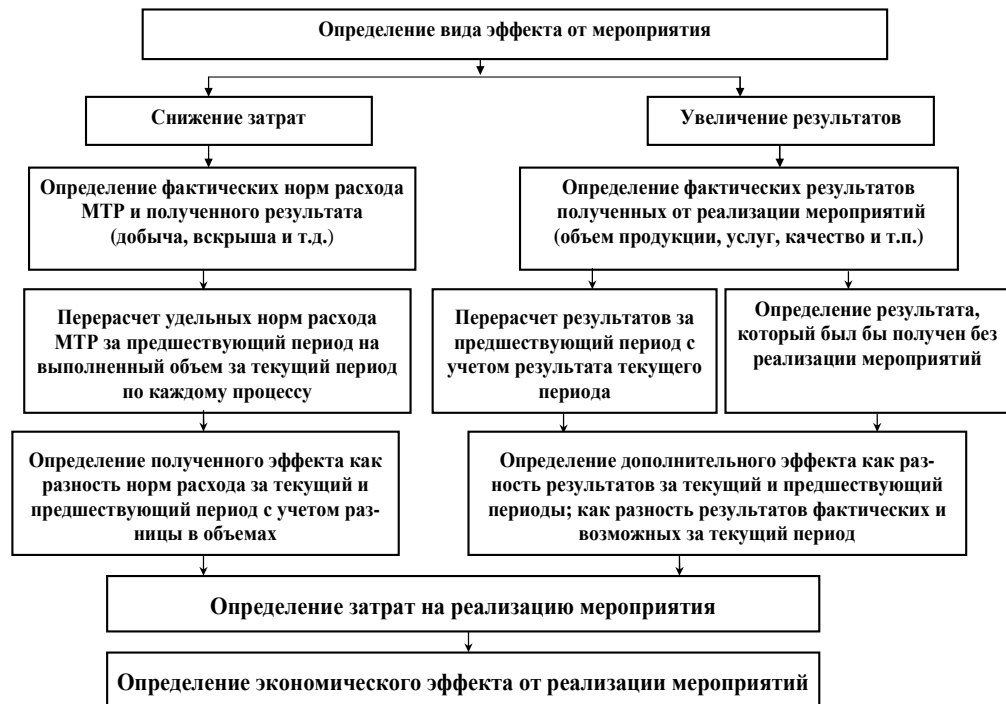 Определение вида эффекта от мероприятия
Снижение затрат
Увеличение результатов
Определение фактических норм расхода
МТР и полученного результата
(добыча, вскрыша и т.д.)
Определение фактических результатов
полученных от реализации мероприятий
(объем продукции, услуг, качество и т.п.)
Перерасчет удельных норм расхода
МТР за предшествующий период на
выполненный объем за текущий период
по каждому процессу
Перерасчет результатов за
предшествующий период с
учетом результата текущего
периода
Определение результата,
который был бы получен без
реализации мероприятий
Определение полученного эффекта как
разность норм расхода за текущий и
предшествующий период с учетом раз-
ницы в объемах
Определение дополнительного эффекта как раз-
ность результатов за текущий и предшествующий
периоды; как разность результатов фактических и
возможных за текущий период
Определение затрат на реализацию мероприятия
Определение экономического эффекта от реализации мероприятий